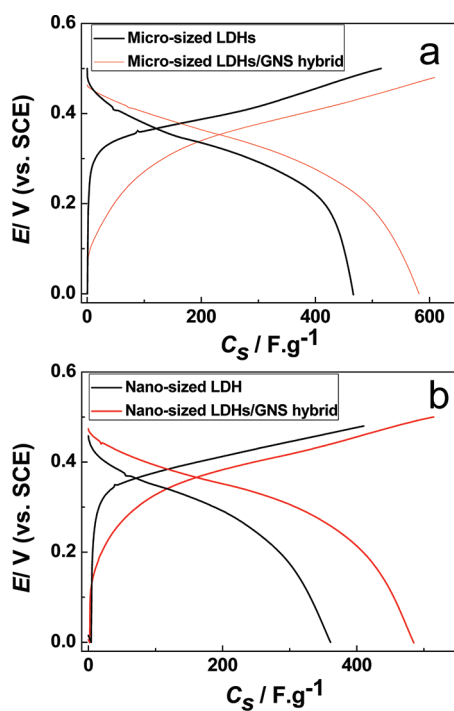 a
Micro-sized LDHs
Micro-sized LDHs/GNS hybrid
E/ V (vs. SCE)
0.6
0.4
0.2
0.0
0 200 400 600
Cs / F.g-1
b
Nano-sized LDH
Nano-sized LDHs/GNS hybrid
E/ V (vs. SCE)
0.6
0.4
0.2
0.0
0 200 400
Cs / F.g-1